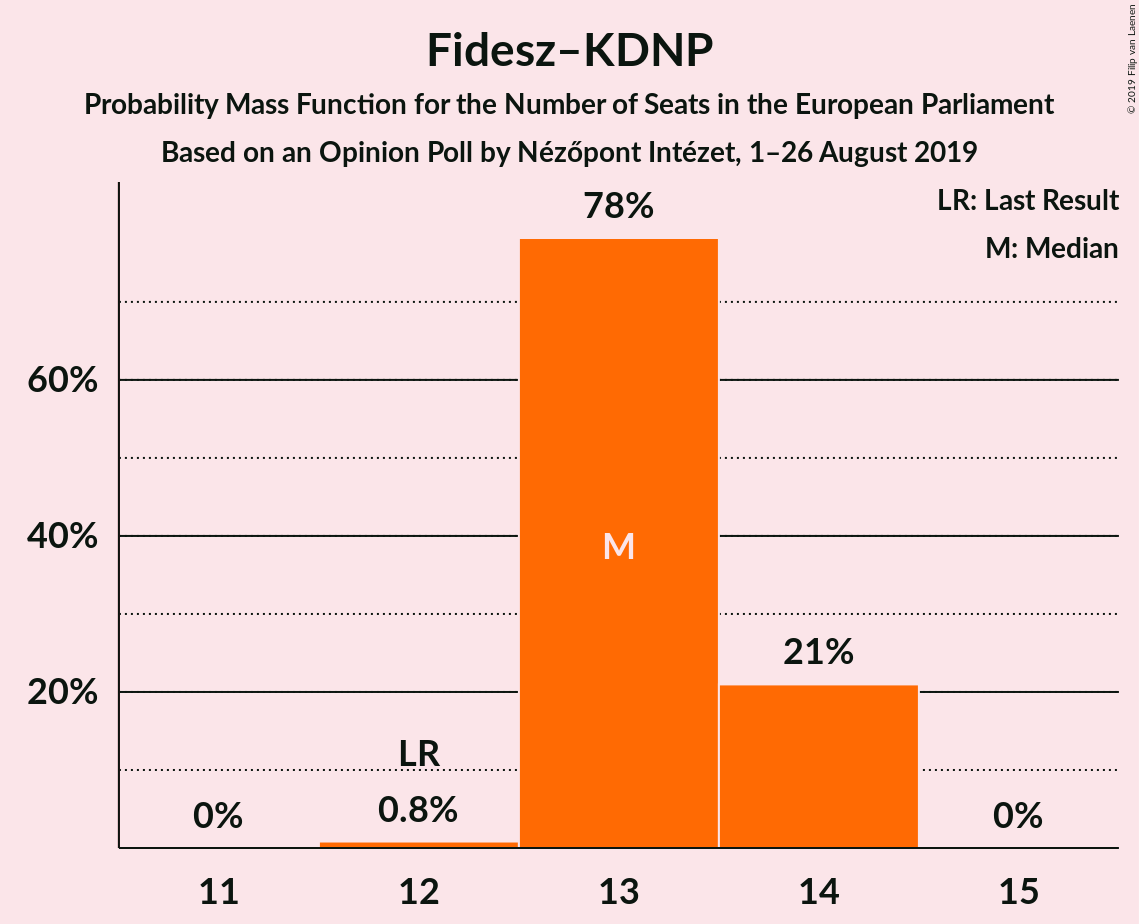 Fidesz–KDNP
Probability Mass Function for the Number of Seats in the European Parliament
Based on an Opinion Poll by Nézőpont Intézet, 1–26 August 2019
© 2019 Filip van Laenen
LR: Last Result
M: Median
78%
60%
40%
M
21%
20%
LR
0%
0.8%
0%
11
12
13
14
15